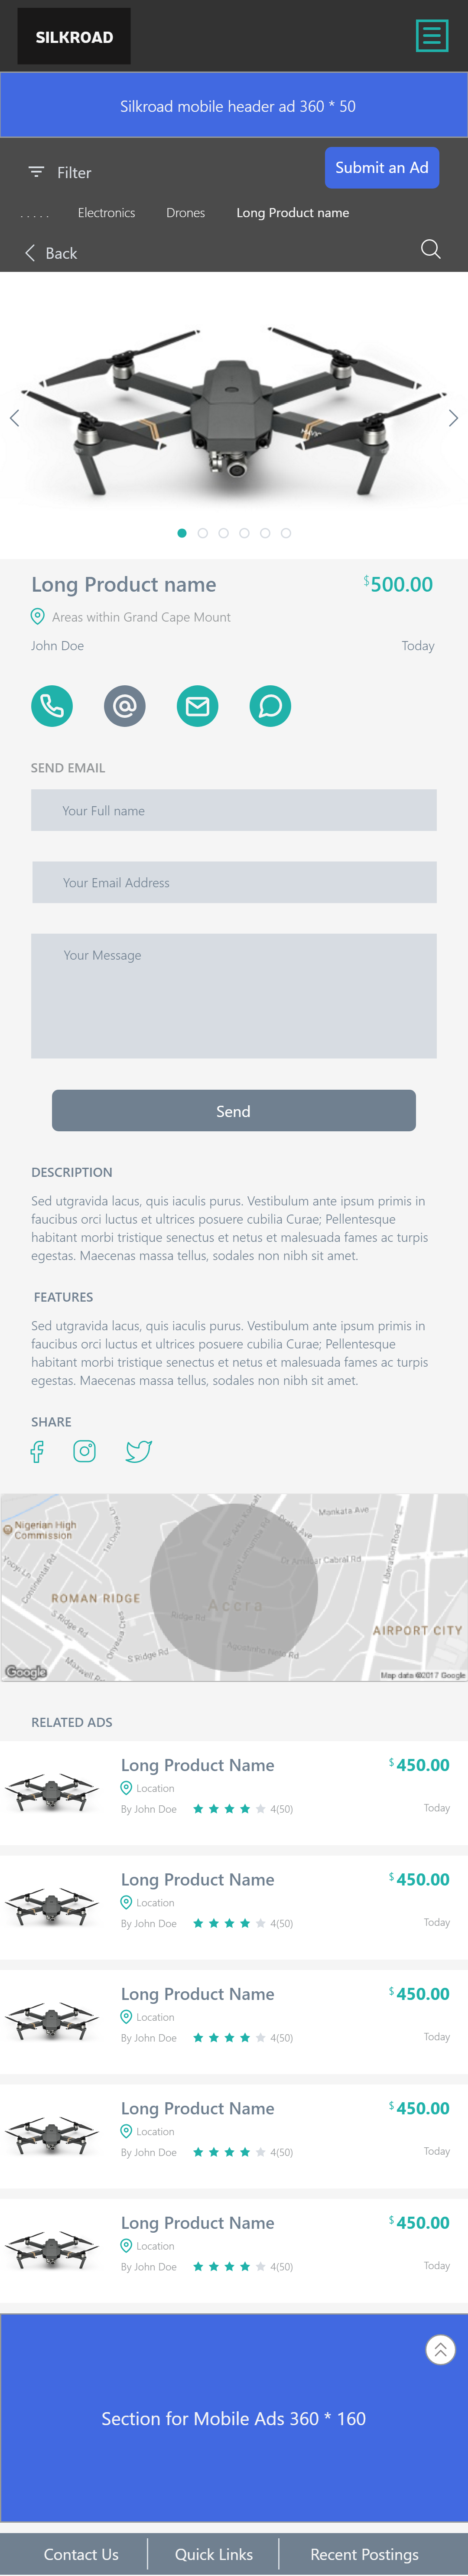 SILKROAD
Silkroad mobile header ad 360 * 50
Filter
Submit an Ad
. . . . . Electronics Drones Long Product name
Back
Long Product name $500.00
Areas within Grand Cape Mount
John Doe Today
SEND EMAIL
Your Full name
Your Email Address
Your Message
Send
DESCRIPTION
Sed utgravida lacus, quis iaculis purus. Vestibulum ante ipsum primis in
faucibus orci luctus et ultrices posuere cubilia Curae; Pellentesque
habitant morbi tristique senectus et netus et malesuada fames ac turpis
egestas. Maecenas massa tellus, sodales non nibh sit amet.
FEATURES
Sed utgravida lacus, quis iaculis purus. Vestibulum ante ipsum primis in
faucibus orci luctus et ultrices posuere cubilia Curae; Pellentesque
habitant morbi tristique senectus et netus et malesuada fames ac turpis
egestas. Maecenas massa tellus, sodales non nibh sit amet.
SHARE
Nigerian High
Commission
Mankata Ave
Liberation Road
Cabral Rd
ROMAN RIDGE
Accra
Ridge Rd
S Ridge Rd
S Ridge Rd
AIRPORT CITY
Google
Map data ©2017 Google
RELATED ADS
Long Product Name $ 450.00
Location
By John Doe 4(50) Today
Long Product Name $ 450.00
Location
By John Doe 4(50) Today
Long Product Name $ 450.00
Location
By John Doe 4(50) Today
Long Product Name $ 450.00
Location
By John Doe 4(50) Today
Long Product Name $ 450.00
Location
By John Doe 4(50) Today
Section for Mobile Ads 360 * 160
Contact Us Quick Links Recent Postings